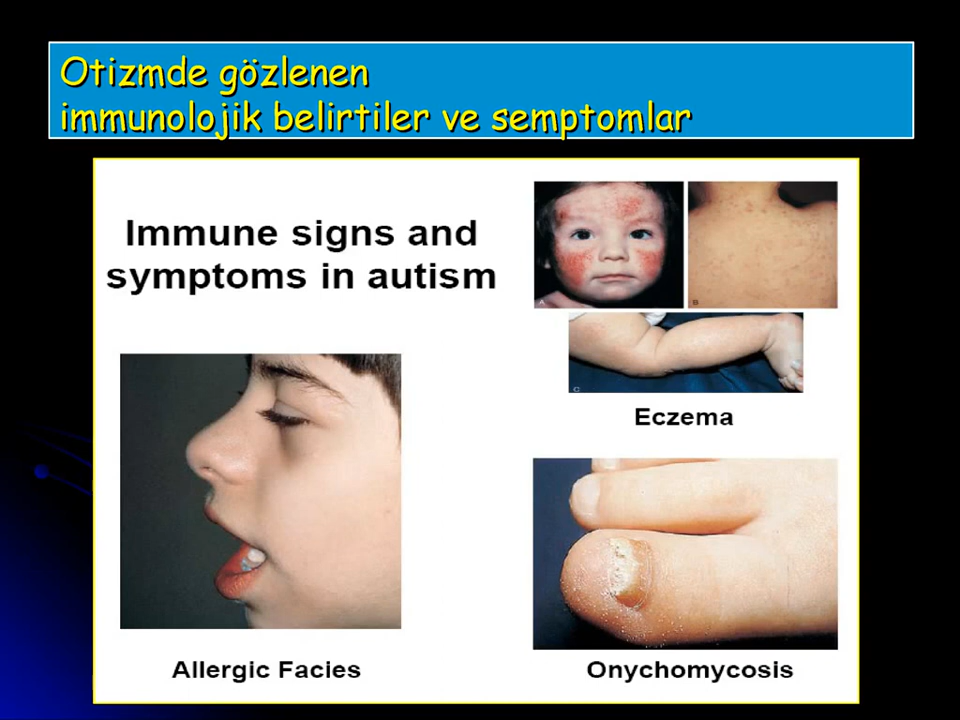 Otizmde gözlenen
immunolojik belirtiler ve semptomlar
Immune signs and
symptoms in autism
A
B
C
Eczema
Allergic Facies
Onychomycosis